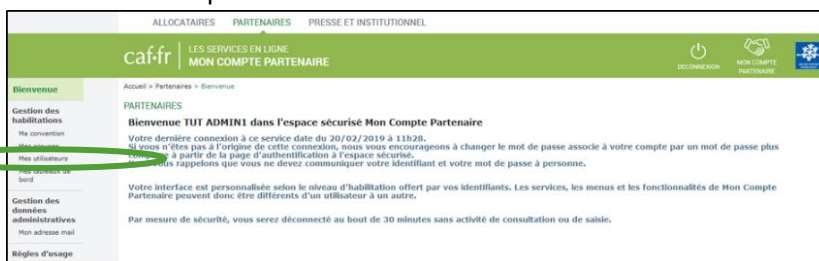 ALLOCATAIRES PARTENAIRES PRESSE ET INSTITUTIONNEL
caf.fr LES SERVICES EN LIGNE
MON COMPTE PARTENAIRE
DECONNEXION
MON COMPTE
PARTENAIRE
Bienvenue
Gestion des
habilitations
Ma convention
Mes utilisateurs
Mes tableaux de
bord
Gestion des
données
administratives
Mon adresse mail
Règles d'usage
Accueil > Partenaires > Bienvenue
PARTENAIRES
Bienvenue TUT ADMIN1 dans l'espace sécurisé Mon Compte Partenaire
Votre dernière connexion à ce service date du 20/02/2019 à 11h28.
Si vous n'êtes pas à l'origine de cette connexion, nous vous encourageons à changer le mot de passe associé à votre compte par un mot de passe plus
à partir de la page d'authentification à l'espace sécurisé.
vous rappelons que vous ne devez communiquer votre identifiant et votre mot de passe à personne.
Votre interface est personnalisée selon le niveau d'habilitation offert par vos identifiants. Les services, les menus et les fonctionnalités de Mon Compte
Partenaire peuvent donc être différents d'un utilisateur à un autre.
Par mesure de sécurité, vous serez déconnecté au bout de 30 minutes sans activité de consultation ou de saisie.